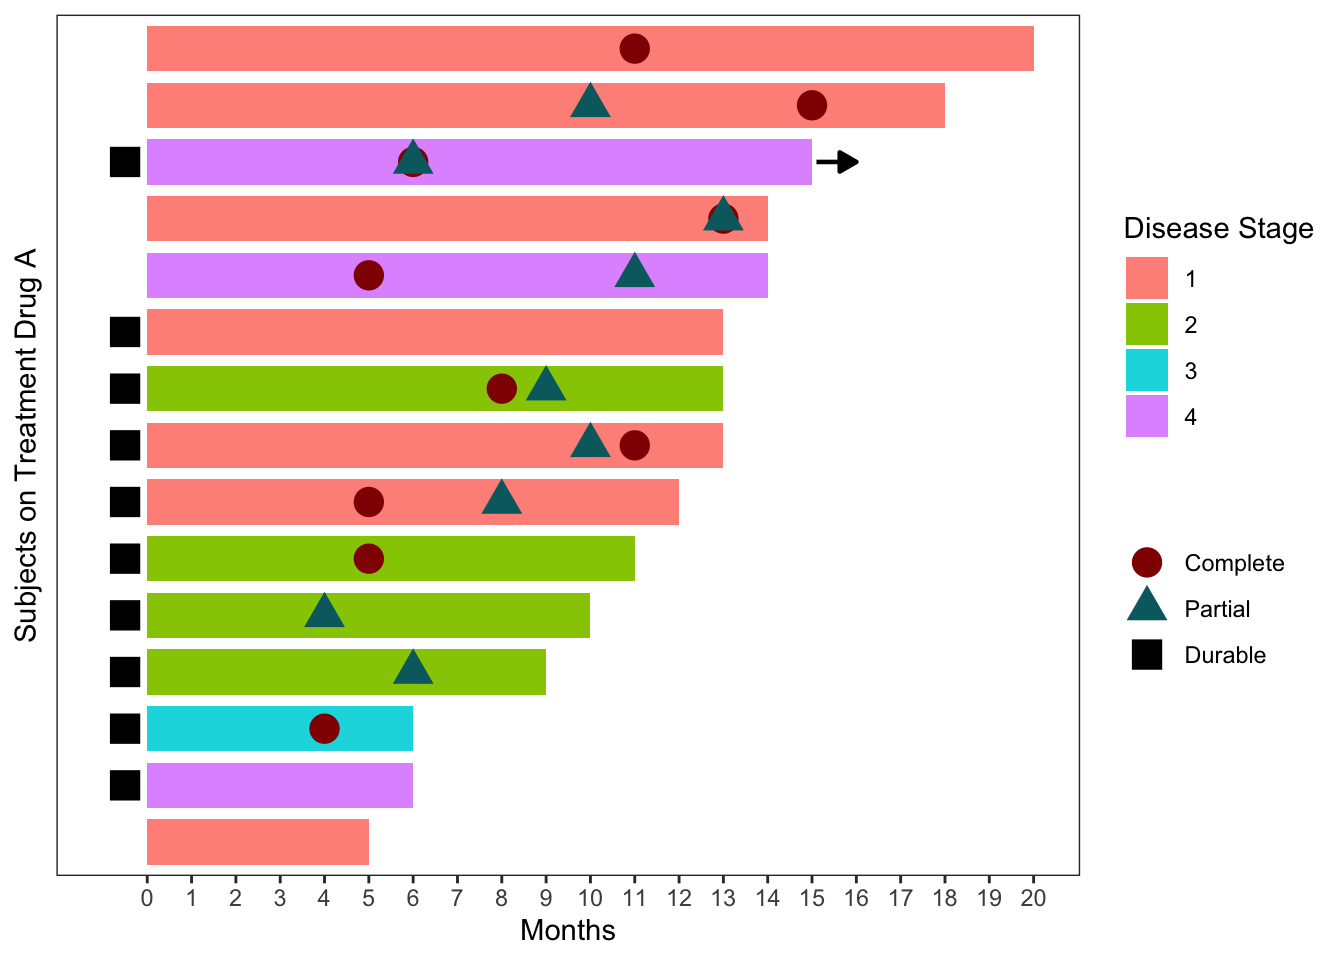 Subjects on Treatment Drug A
0 1 2 3 4 5 6 7 8 9 10 11 12 13 14 15 16 17 18 19 20
Months
Disease Stage
1
2
3
4
Complete
Partial
Durable